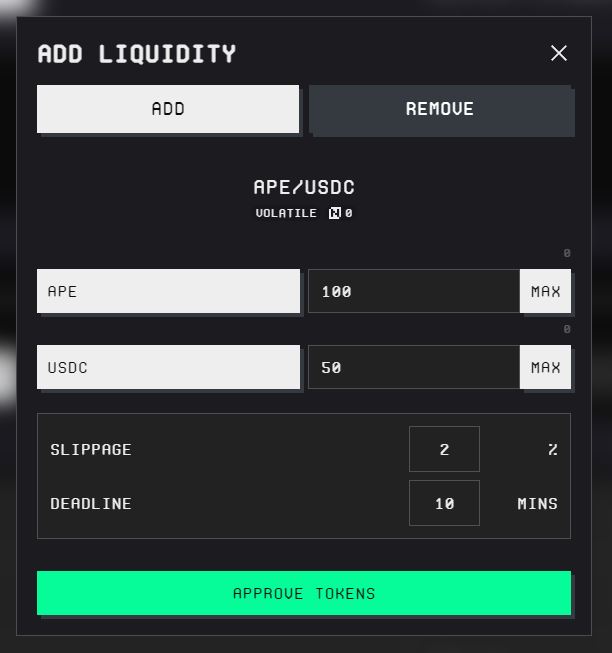 ADD LIQUIDITY
ADD REMOVE
APE/USDC
VOLATILE N 0
0
APE 100 MAX
0
USDC 50 MAX
SLIPPAGE 2 %
DEADLINE 10 MINS
APPROVE TOKENS